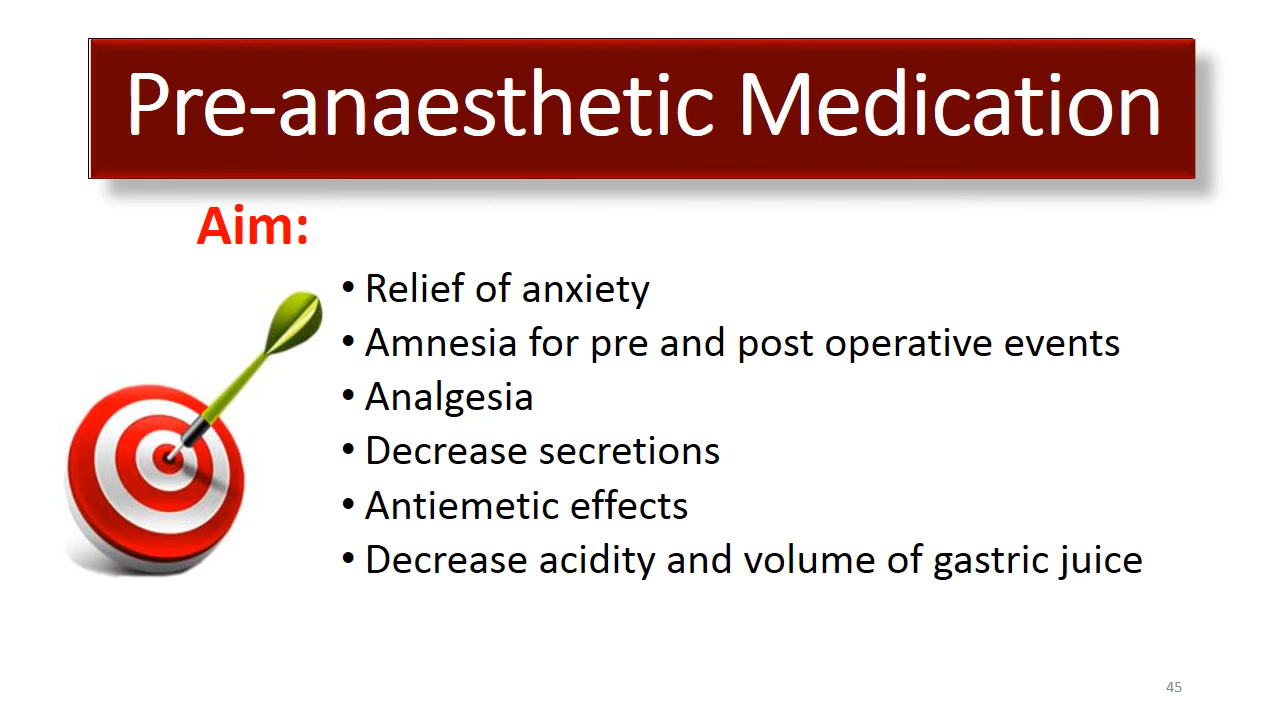 Pre-anaesthetic Medication
Aim:
• Relief of anxiety
• Amnesia for pre and post operative events
• Analgesia
• Decrease secretions
• Antiemetic effects
• Decrease acidity and volume of gastric juice
45